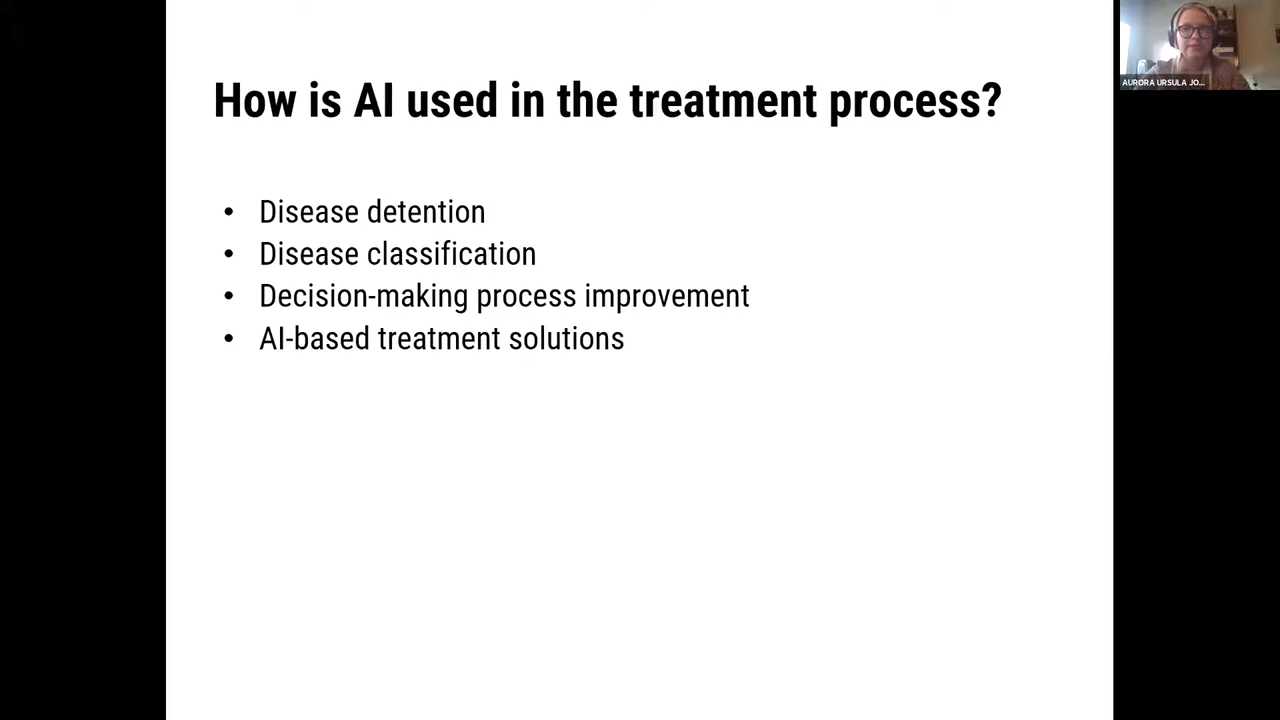 How is AI used in the treatment process?
• Disease detention
• Disease classification
• Decision-making process improvement
• AI-based treatment solutions
AURORA URSULA JO...